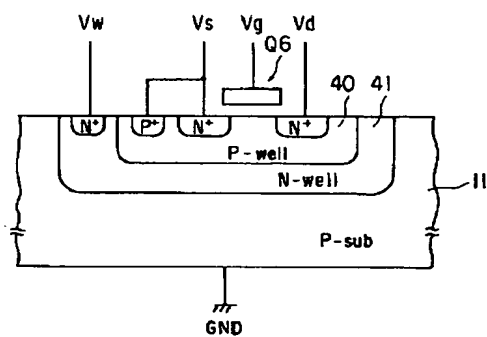 Vw Vs Vg Vd
Q6
40 41
N+ P+ N+ N+
P-well
N-well
11
P-sub
GND